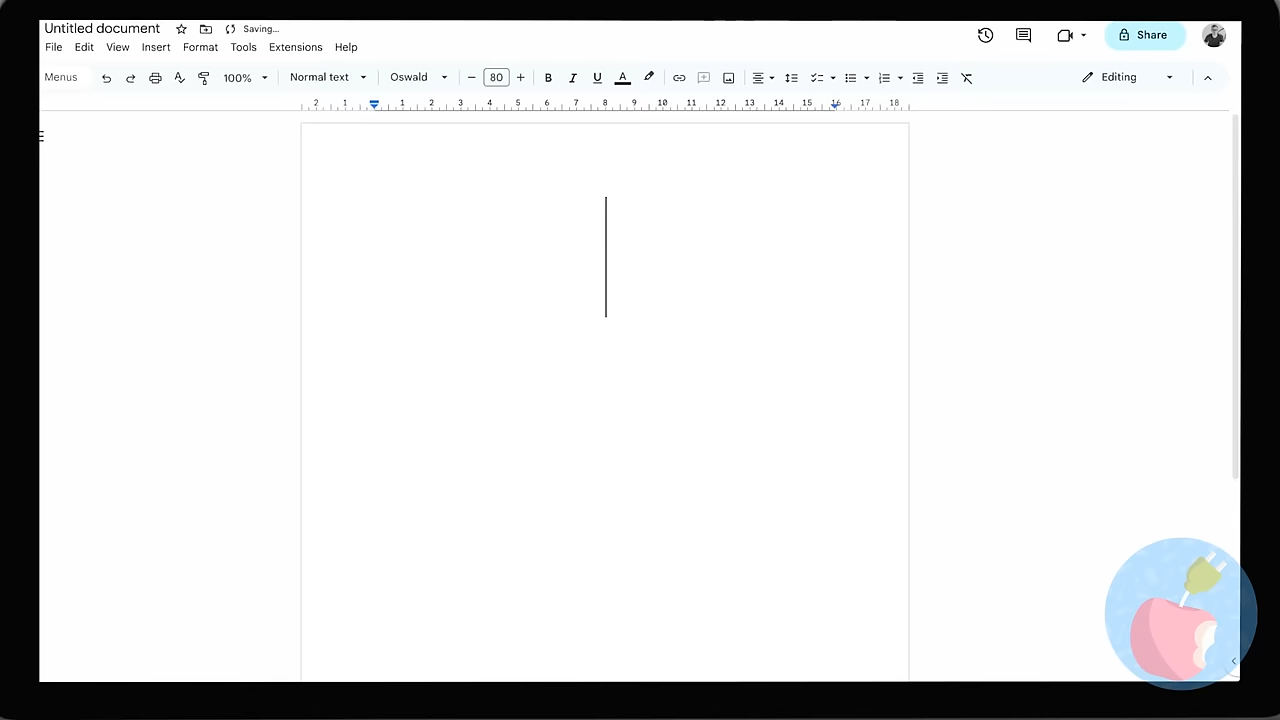 Untitled document Saving...
File Edit View Insert Format Tools Extensions Help Share
Menus 100% Normal text Oswald 80 B I U A Editing
2 1 1 2 3 4 5 6 7 8 9 10 11 12 13 14 15 16 17 18